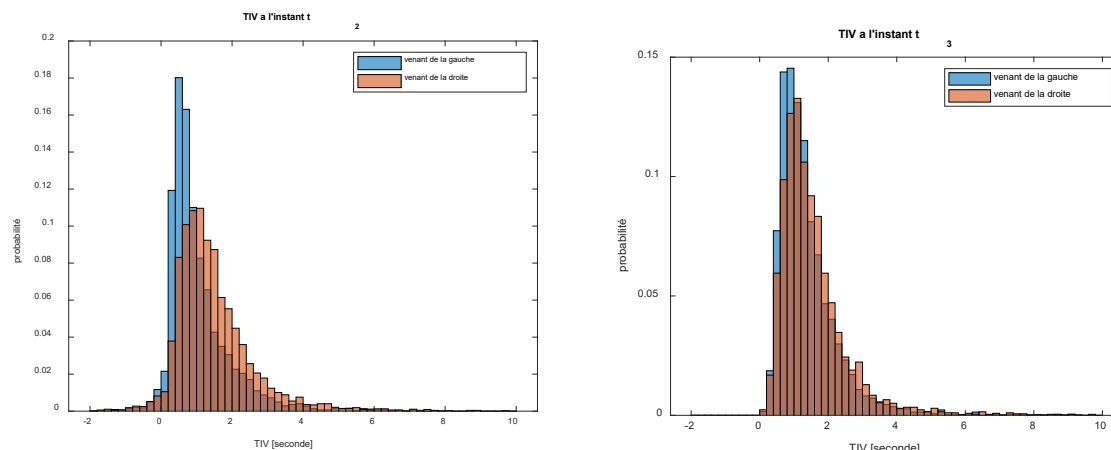 TIV a l'instant t
2
0.2
0.18
0.16
0.14
0.12
0.1
0.08
0.06
0.04
0.02
0
probabilité
-2 0 2 4 6 8 10
TIV [seconde]
venant de la gauche
venant de la droite
TIV a l'instant t
3
0.15
0.1
0.05
0
probabilité
-2 0 2 4 6 8 10
TIV [seconde]
venant de la gauche
venant de la droite